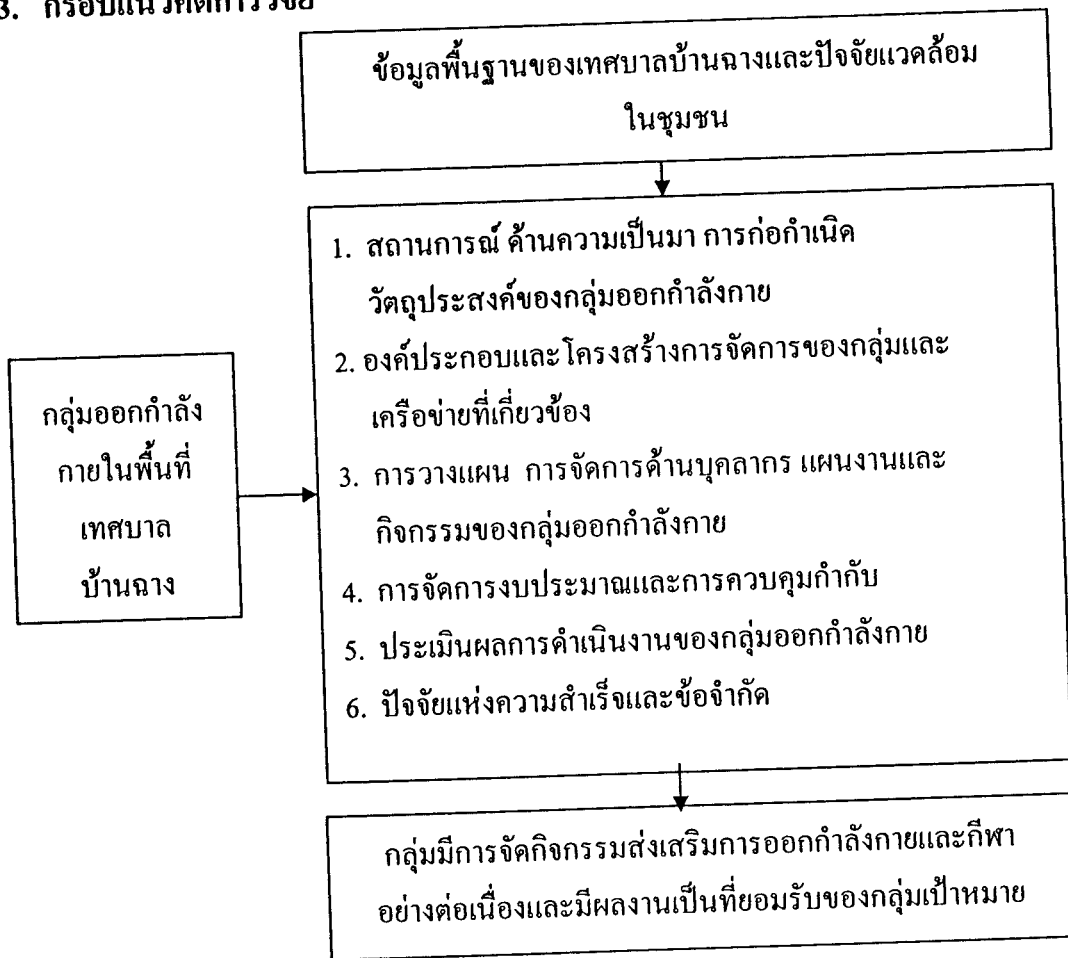 3. กรอบแนวคิดการวิจัย
ข้อมูลพื้นฐานของเทศบาลบ้านฉางและปัจจัยแวดล้อม
ในชุมชน
1. สถานการณ์ ด้านความเป็นมา การก่อกำเนิด
วัตถุประสงค์ของกลุ่มออกกำลังกาย
2. องค์ประกอบและโครงสร้างการจัดการของกลุ่มและ
เครือข่ายที่เกี่ยวข้อง
3. การวางแผน การจัดการด้านบุคลากร แผนงานและ
กิจกรรมของกลุ่มออกกำลังกาย
4. การจัดการงบประมาณและการควบคุมกำกับ
5. ประเมินผลการดำเนินงานของกลุ่มออกกำลังกาย
6. ปัจจัยแห่งความสำเร็จและข้อจำกัด
กลุ่มออกกำลัง
กายในพื้นที่
เทศบาล
บ้านฉาง
กลุ่มมีการจัดกิจกรรมส่งเสริมการออกกำลังกายและกีฬา
อย่างต่อเนื่องและมีผลงานเป็นที่ยอมรับของกลุ่มเป้าหมาย